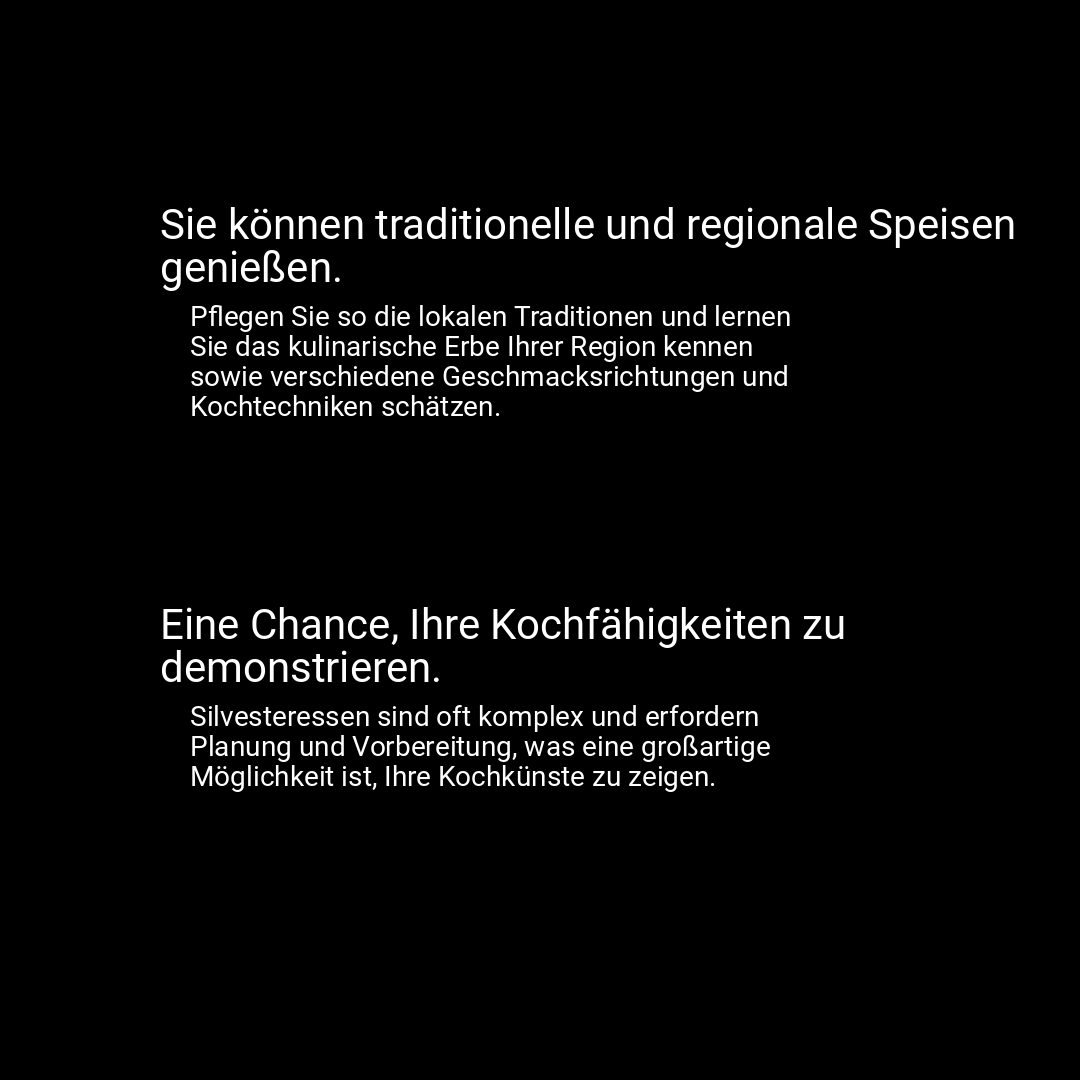 Sie können traditionelle und regionale Speisen
genießen.
Pflegen Sie so die lokalen Traditionen und lernen
Sie das kulinarische Erbe Ihrer Region kennen
sowie verschiedene Geschmacksrichtungen und
Kochtechniken schätzen.
Eine Chance, Ihre Kochfähigkeiten zu
demonstrieren.
Silvesteressen sind oft komplex und erfordern
Planung und Vorbereitung, was eine großartige
Möglichkeit ist, Ihre Kochkünste zu zeigen.